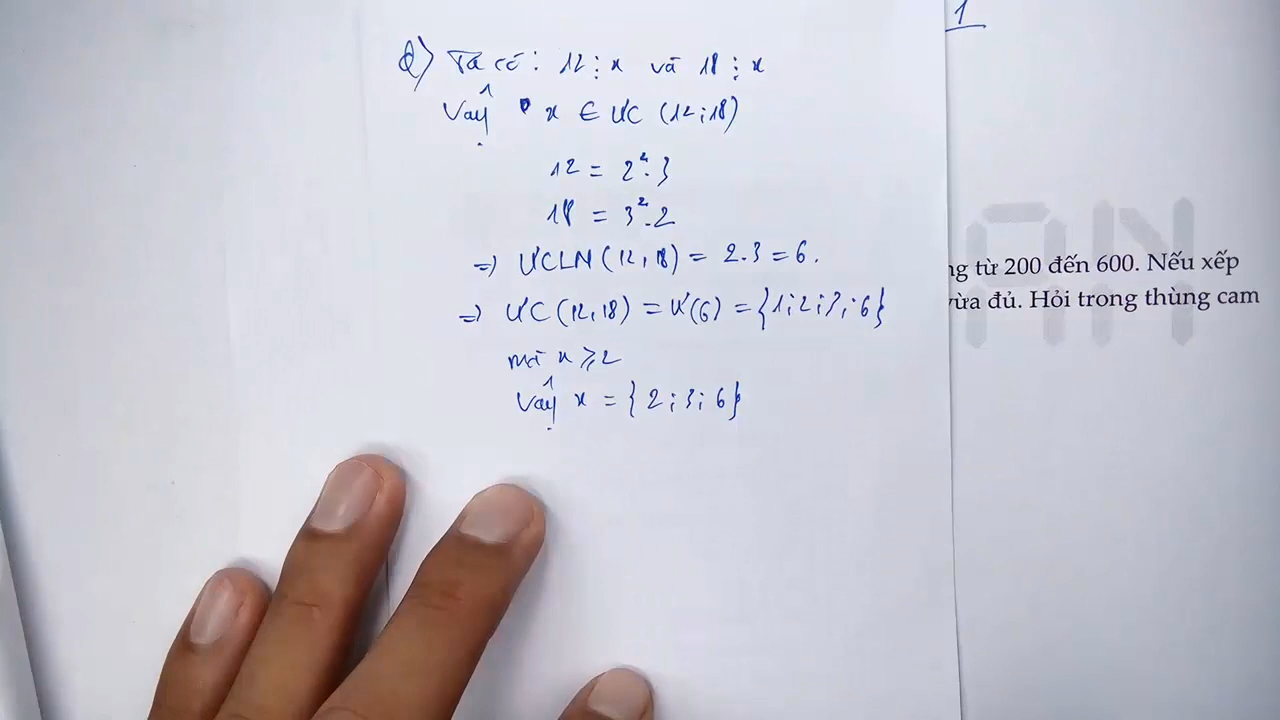 a) Ta có: 12 ⋮ x và 18 ⋮ x
Vậy x ∈ ƯC (12;18)
12 = 2². 3
18 = 3². 2
=> ƯCLN (12, 18) = 2.3 = 6.
=> ƯC (12, 18) = Ư(6) = {1; 2; 3; 6}
mà x ⩾ 2
Vậy x = {2; 3; 6}
1
ng từ 200 đến 600. Nếu xếp
vừa đủ. Hỏi trong thùng cam